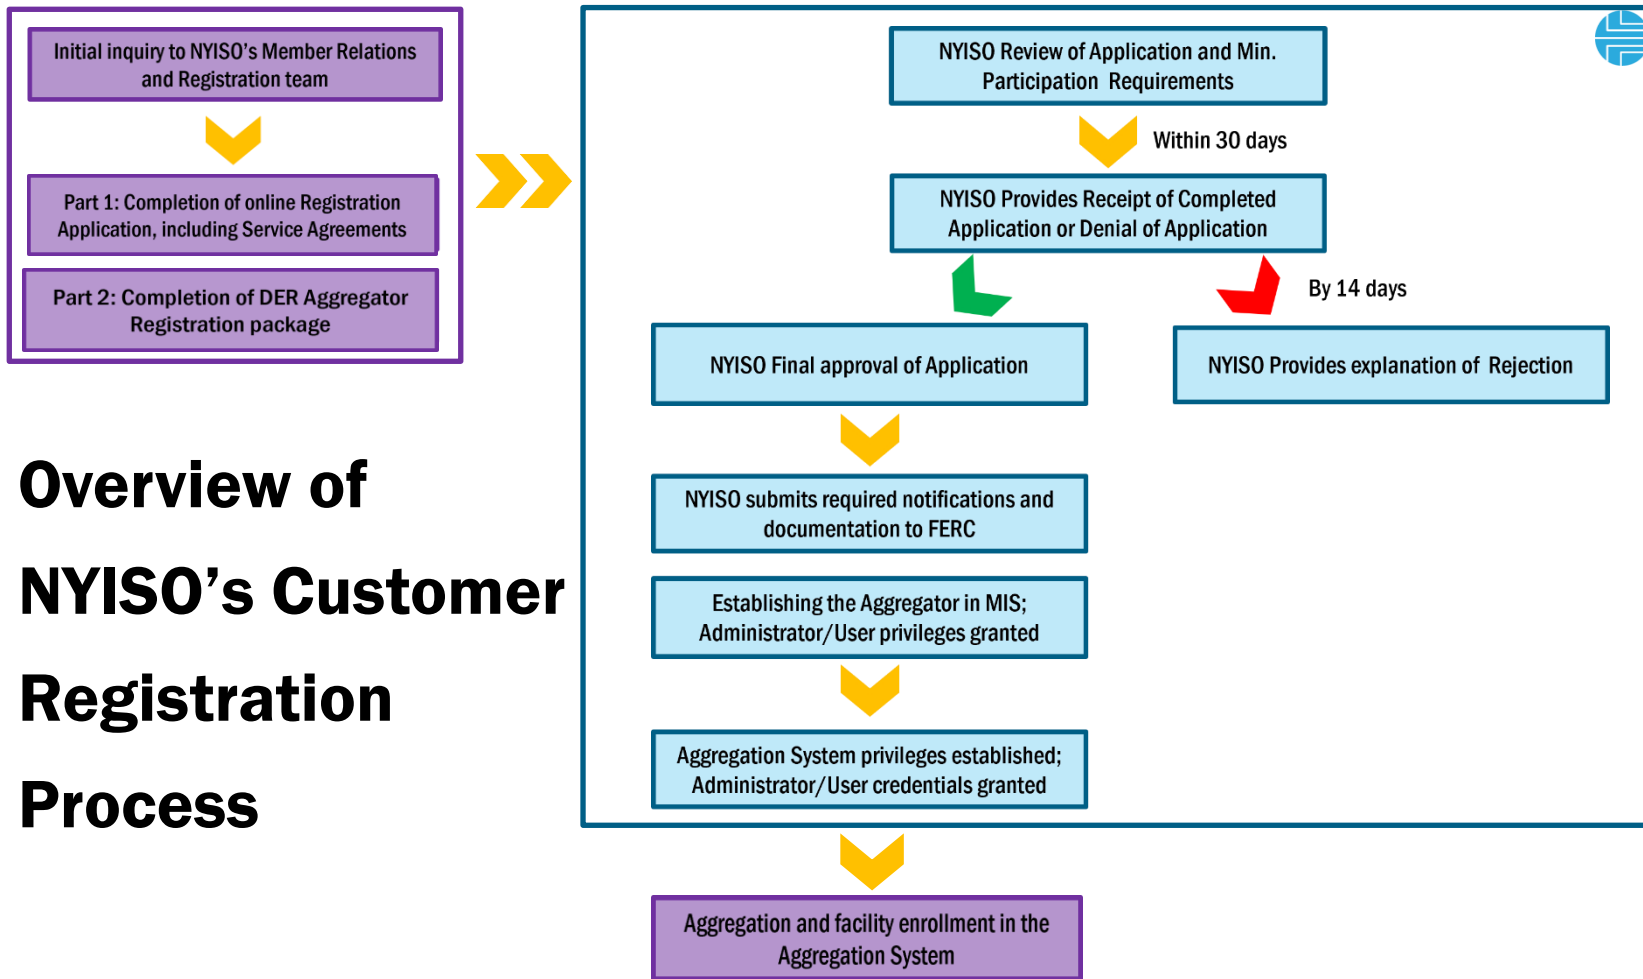 Initial inquiry to NYISO's Member Relations
and Registration team
Part 1: Completion of online Registration
Application, including Service Agreements
Part 2: Completion of DER Aggregator
Registration package
Overview of
NYISO's Customer
Registration
Process
NYISO Review of Application and Min.
Participation Requirements
Within 30 days
NYISO Provides Receipt of Completed
Application or Denial of Application
By 14 days
NYISO Final approval of Application
NYISO Provides explanation of Rejection
NYISO submits required notifications and
documentation to FERC
Establishing the Aggregator in MIS;
Administrator/User privileges granted
Aggregation System privileges established;
Administrator/User credentials granted
Aggregation and facility enrollment in the
Aggregation System